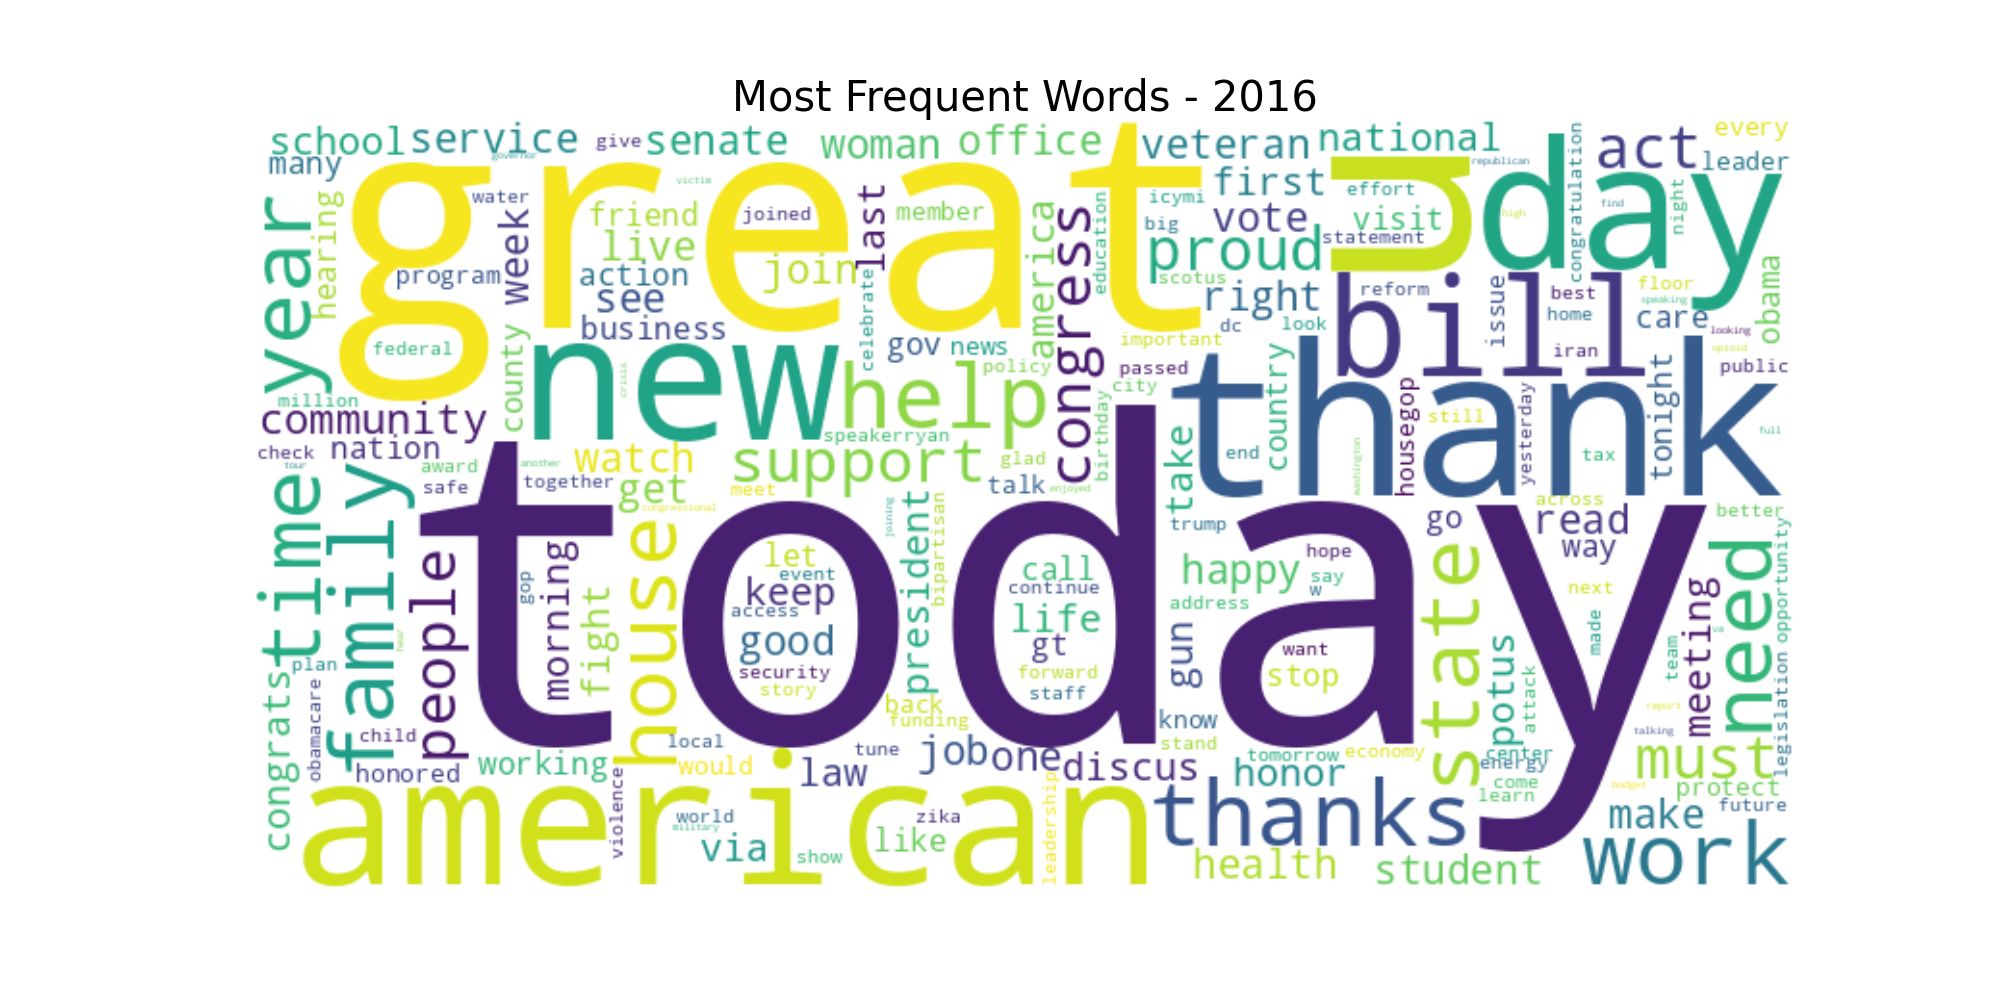 Most Frequent Words - 2016
school
service
give
senate
woman
office
veteran
national
act
every
many
governor
republican
leader
great
victim
water
friend
joined
last
member
education
icymi
first
effort
u
day
congratulation
night
find
high
year
hearing
week
live
america
congress
big
vote
visit
statement
proud
program
action
join
scotus
right
reform
issue
best
floor
obama
see
celebrate
speaking
home
care
business
dc
look
bill
looking
federal
county
new
gov
news
important
iran
opioid
crisis
policy
passed
public
help
city
country
thank
million
community
birthday
housegop
still
yesterday
tonight
full
check
nation
speakerryan
take
end
washington
tax
tour
award
another
watch
support
glad
safe
together
get
meet
talk
enjoyed
across
time
family
congressional
joining
president
bipartisan
trump
go
read
better
today
people
gop
morning
fight
house
let
event
keep
access
good
security
story
call
continue
life
gt
forward
staff
happy
hope
say
w
address
gun
want
stop
state
way
next
made
potus
attack
team
meeting
va
need
legislation
opportunity
hear
plan
congrats
obamacare
child
honored
back
funding
know
stand
report
talking
working
local
would
tune
job
one
discus
law
tomorrow
economy
honor
center
energy
come
learn
must
budget
protect
american
violence
world
military
via
show
zika
like
leadership
thanks
make
future
health
student
work